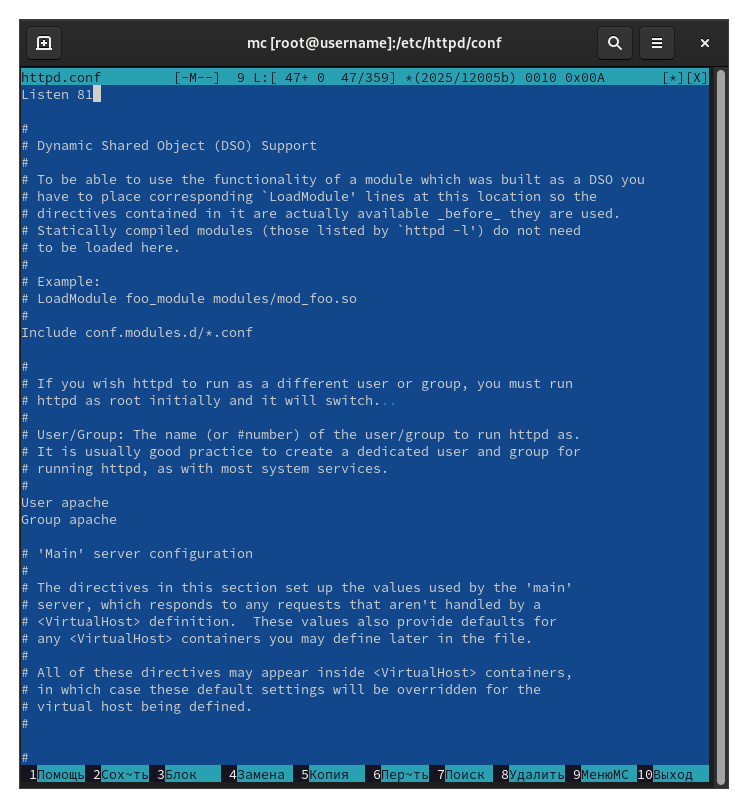 mc [root@username]:/etc/httpd/conf
httpd.conf [-M--] 9 L:[ 47+ 0 47/359] *(2025/12005b) 0010 0x00A [*][X]
Listen 81

#
# Dynamic Shared Object (DSO) Support
#
# To be able to use the functionality of a module which was built as a DSO you
# have to place corresponding `LoadModule' lines at this location so the
# directives contained in it are actually available _before_ they are used.
# Statically compiled modules (those listed by `httpd -l') do not need
# to be loaded here.
#
# Example:
# LoadModule foo_module modules/mod_foo.so
#
Include conf.modules.d/*.conf

#
# If you wish httpd to run as a different user or group, you must run
# httpd as root initially and it will switch...
#
# User/Group: The name (or #number) of the user/group to run httpd as.
# It is usually good practice to create a dedicated user and group for
# running httpd, as with most system services.
#
User apache
Group apache

# 'Main' server configuration
#
# The directives in this section set up the values used by the 'main'
# server, which responds to any requests that aren't handled by a
# <VirtualHost> definition.  These values also provide defaults for
# any <VirtualHost> containers you may define later in the file.
#
# All of these directives may appear inside <VirtualHost> containers,
# in which case these default settings will be overridden for the
# virtual host being defined.
#

#
1Помощь 2Сох~ть 3Блок 4Замена 5Копия 6Пер~ть 7Поиск 8Удалить 9МенюMC 10Выход